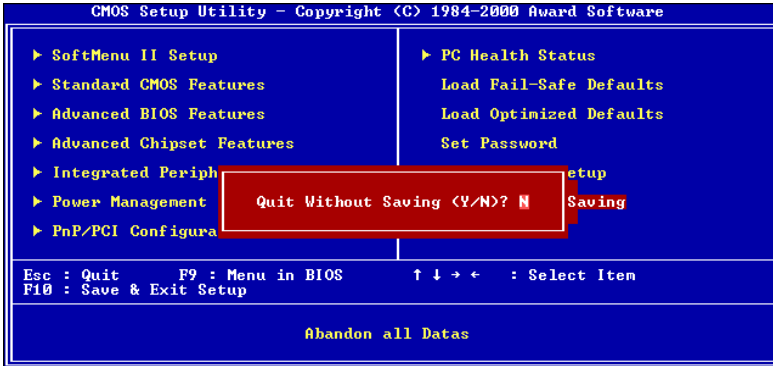 CMOS Setup Utility - Copyright (C) 1984-2000 Award Software
SoftMenu II Setup
Standard CMOS Features
Advanced BIOS Features
Advanced Chipset Features
Integrated Periph
Power Management
PnP/PCI Configura
PC Health Status
Load Fail-Safe Defaults
Load Optimized Defaults
Set Password
etup
Saving
Quit Without Saving (Y/N)? N
Esc : Quit F9 : Menu in BIOS ↑ ↓ → ← : Select Item
F10 : Save & Exit Setup
Abandon all Datas